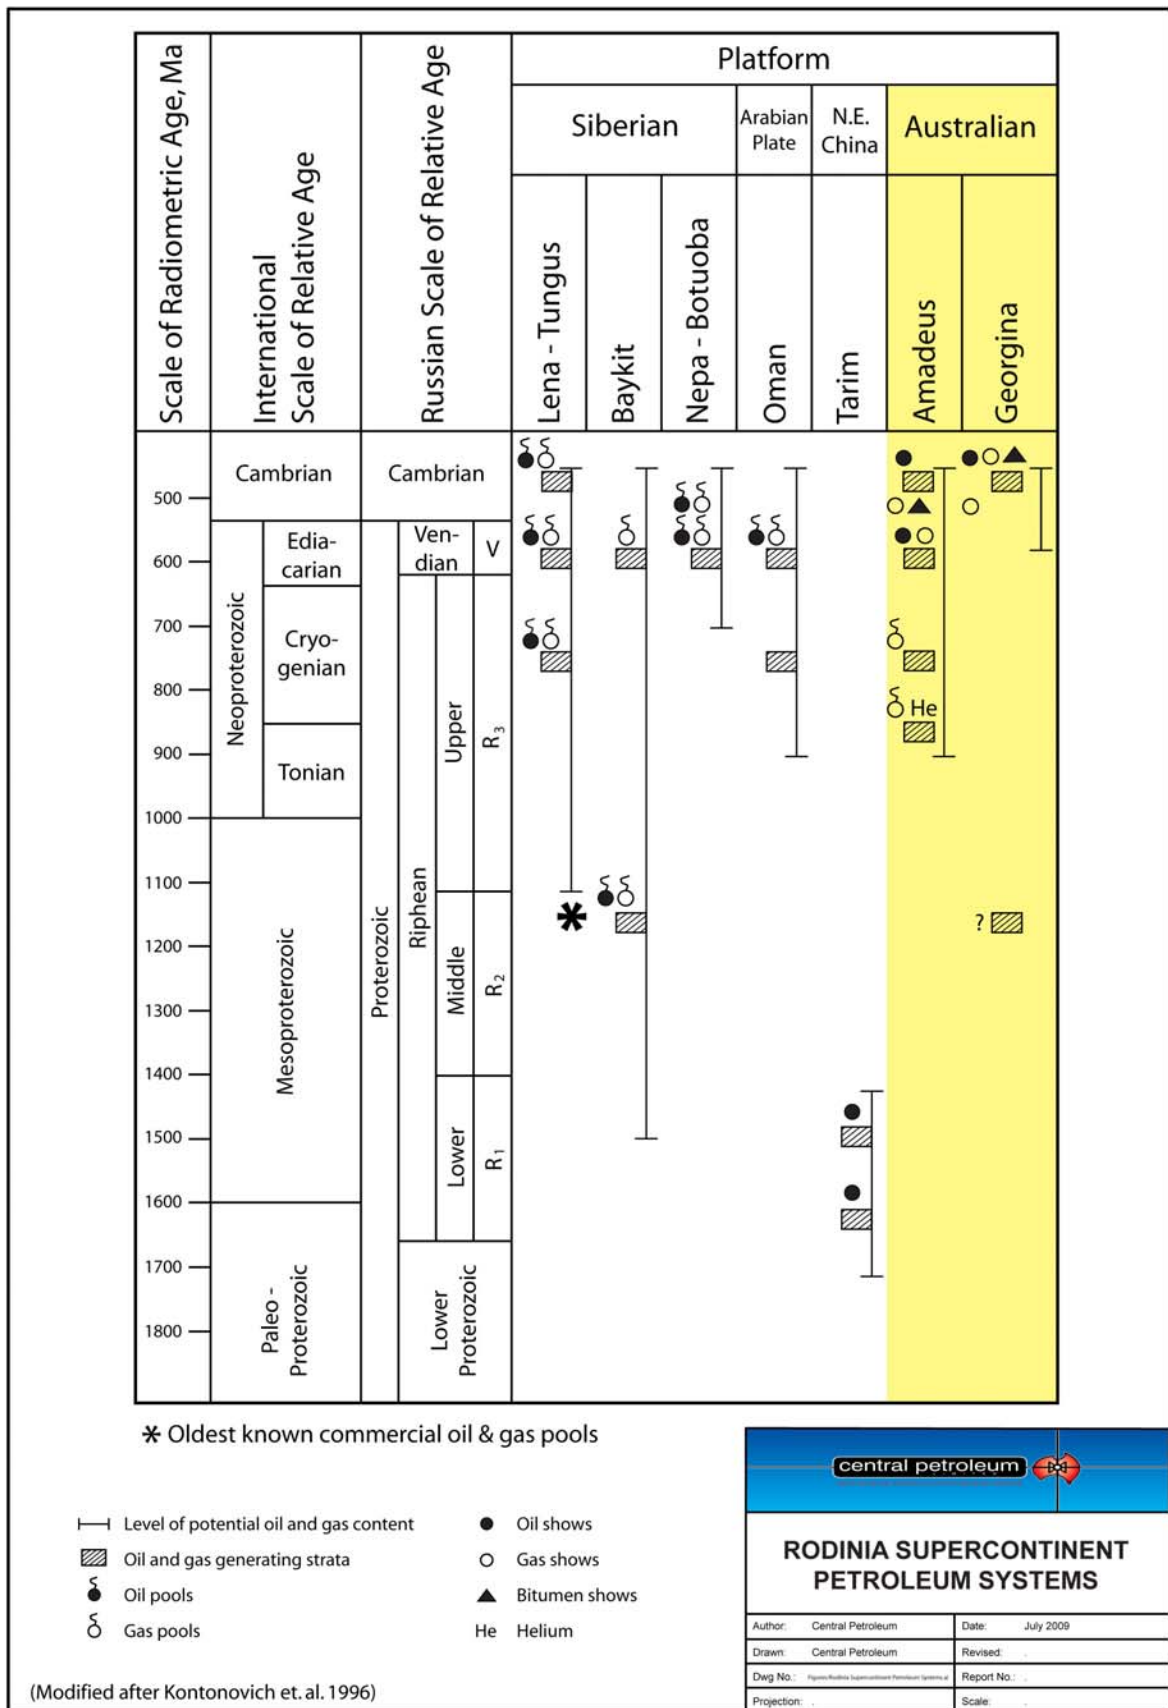 Platform
Siberian
Arabian
Plate
N.E.
China
Australian
Scale of Radiometric Age, Ma
International
Scale of Relative Age
Russian Scale of Relative Age
Lena - Tungus
Baykit
Nepa - Botuoba
Oman
Tarim
Amadeus
Georgina
Cambrian
Cambrian
500
600
700
800
900
1000
1100
1200
1300
1400
1500
1600
1700
1800
Neoproterozoic
Edia-
carian
Cryo-
genian
Tonian
Mesoproterozoic
Paleo -
Proterozoic
Proterozoic
Ven-
dian
V
Riphean
Upper
R3
Middle
R2
Lower
R1
Lower
Proterozoic
He
?
* Oldest known commercial oil & gas pools
Level of potential oil and gas content
Oil and gas generating strata
Oil pools
Gas pools
Oil shows
Gas shows
Bitumen shows
He Helium
(Modified after Kontonovich et. al. 1996)
central petroleum
RODINIA SUPERCONTINENT
PETROLEUM SYSTEMS
Author: Central Petroleum Date: July 2009
Drawn: Central Petroleum Revised: .
Dwg No.: Figures/Rodinia Supercontinent Petroleum Systems.ai Report No.: .
Projection: . Scale: .